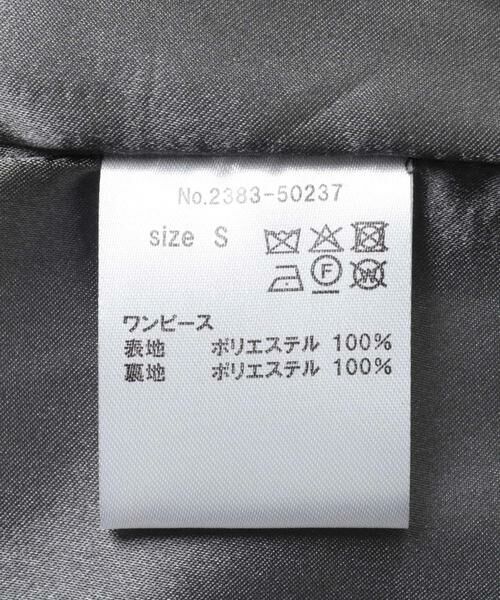 No.2383-50237
size S
F W
ワンピース
表地 ポリエステル 100%
裏地 ポリエステル 100%